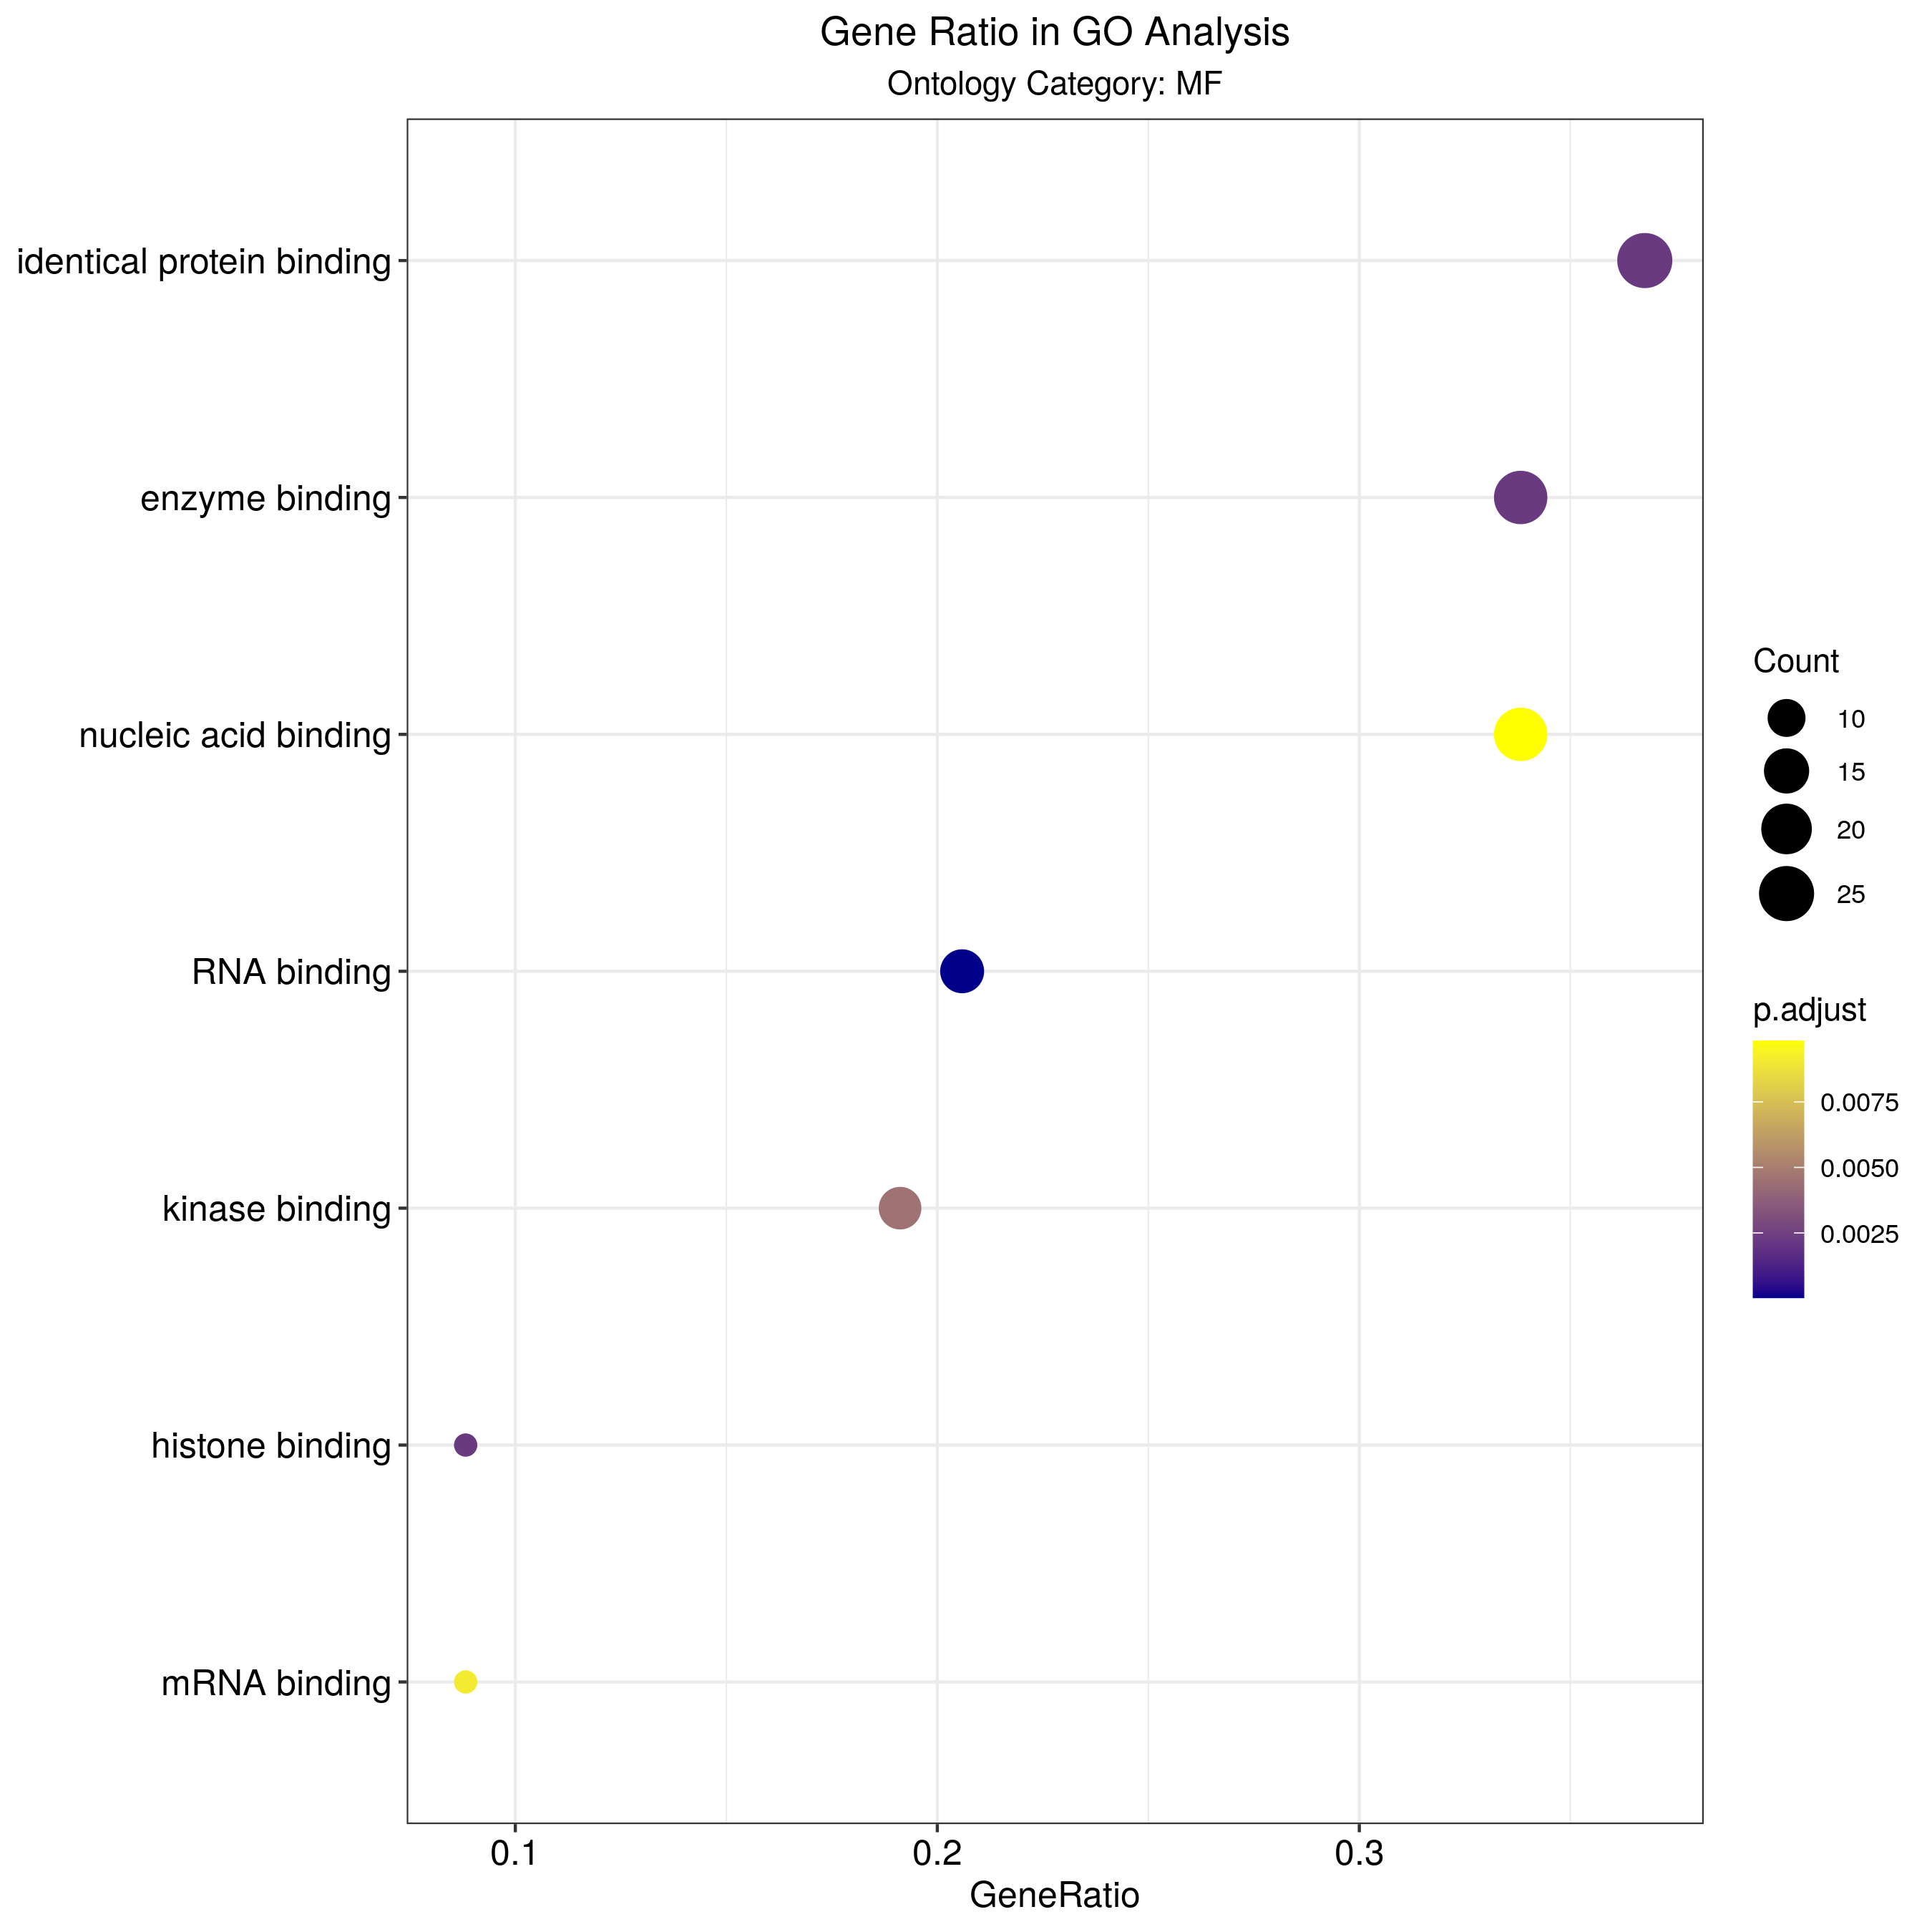 Gene Ratio in GO Analysis
Ontology Category: MF
identical protein binding
enzyme binding
nucleic acid binding
RNA binding
kinase binding
histone binding
mRNA binding
0.1
0.2
0.3
GeneRatio
Count
10
15
20
25
p.adjust
0.0075
0.0050
0.0025